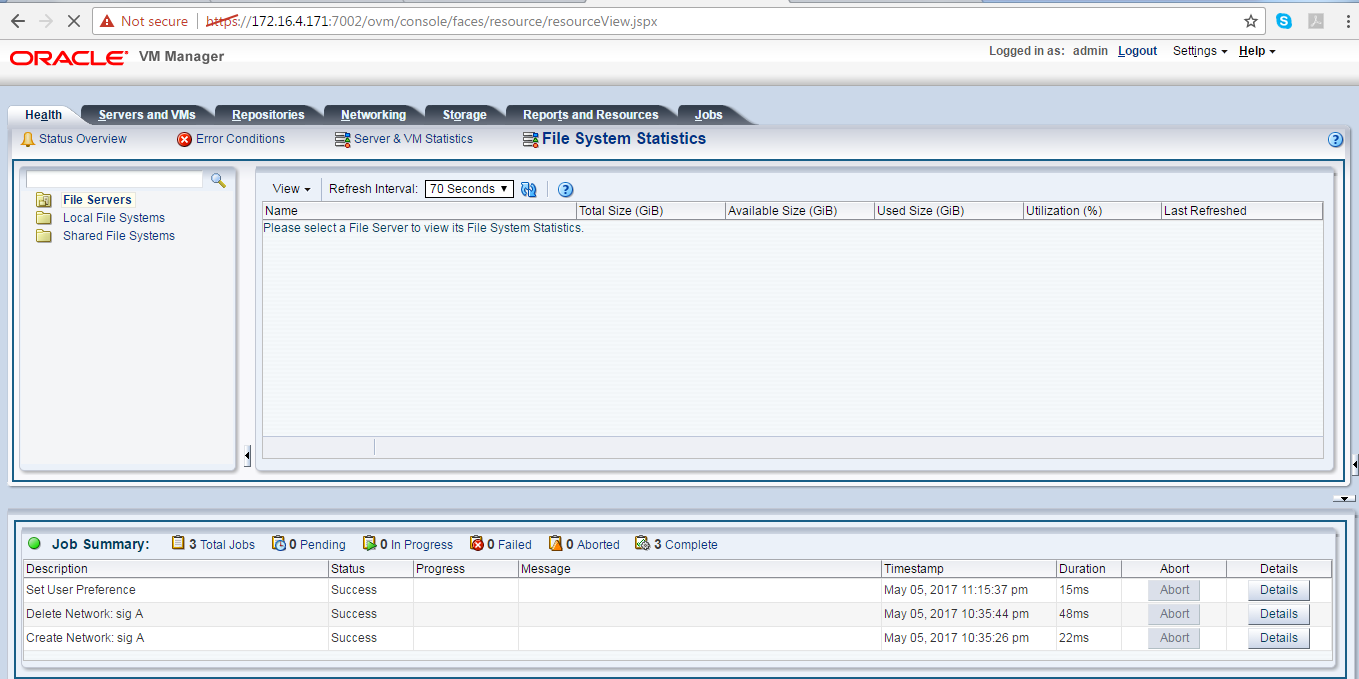 Not secure https://172.16.4.171:7002/ovm/console/faces/resource/resourceView.jspx
ORACLE VM Manager
Logged in as: admin Logout Settings Help
Health Servers and VMs Repositories Networking Storage Reports and Resources Jobs
Status Overview Error Conditions Server & VM Statistics File System Statistics
File Servers
Local File Systems
Shared File Systems
View Refresh Interval: 70 Seconds
Name Total Size (GiB) Available Size (GiB) Used Size (GiB) Utilization (%) Last Refreshed
Please select a File Server to view its File System Statistics.
Job Summary: 3 Total Jobs 0 Pending 0 In Progress 0 Failed 0 Aborted 3 Complete
Description Status Progress Message Timestamp Duration Abort Details
Set User Preference Success May 05, 2017 11:15:37 pm 15ms Abort Details
Delete Network: sig A Success May 05, 2017 10:35:44 pm 48ms Abort Details
Create Network: sig A Success May 05, 2017 10:35:26 pm 22ms Abort Details